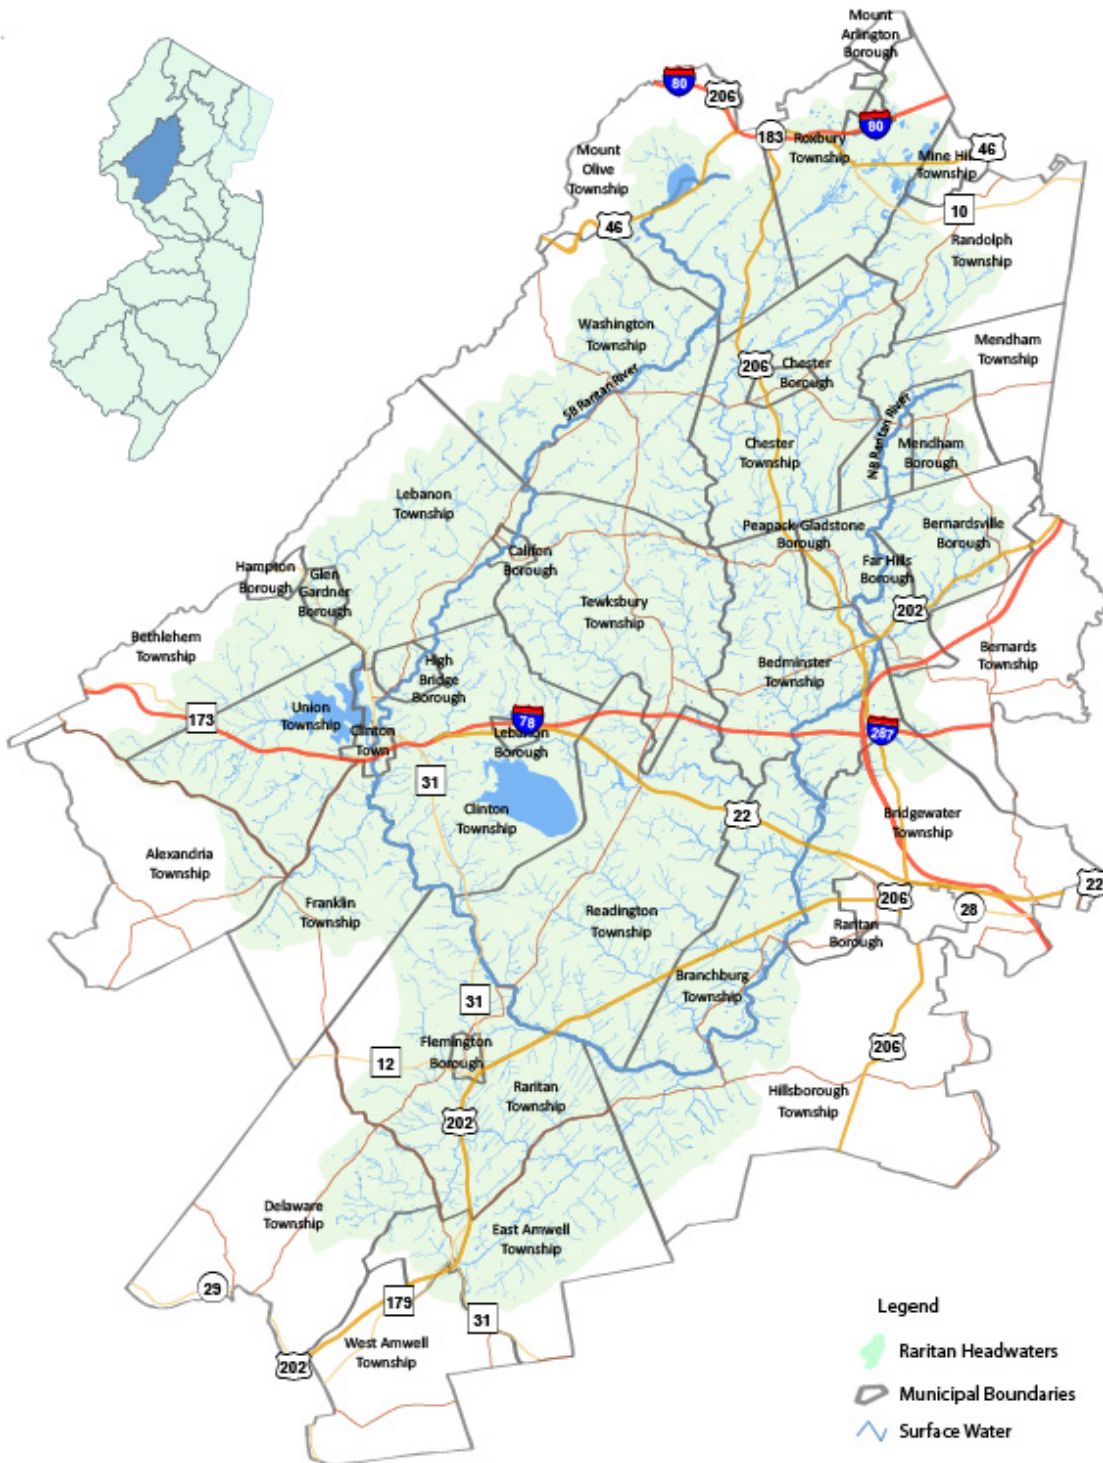 Mount
Arlington
Borough
80
206
183
80
Roxbury
Township
46
Mine Hill
Township
Mount
Olive
Township
46
10
Randolph
Township
Washington
Township
Mendham
Township
206
Chester
Borough
SB Raritan River
NB Raritan River
Chester
Township
Mendham
Borough
Lebanon
Township
Peapack-Gladstone
Borough
Bernardsville
Borough
Califon
Borough
Far Hills
Borough
Hampton
Borough
Glen
Gardner
Borough
Tewksbury
Township
202
Bethlehem
Township
High
Bridge
Borough
Bedminster
Township
Bernards
Township
173
Union
Township
Clinton
Town
78
Lebanon
Borough
287
31
Clinton
Township
22
Bridgewater
Township
Alexandria
Township
22
206
28
Franklin
Township
Readington
Township
Raritan
Borough
Branchburg
Township
31
206
Flemington
Borough
12
Raritan
Township
Hillsborough
Township
202
Delaware
Township
East Amwell
Township
29
179
31
West Amwell
Township
202
Legend
Raritan Headwaters
Municipal Boundaries
Surface Water